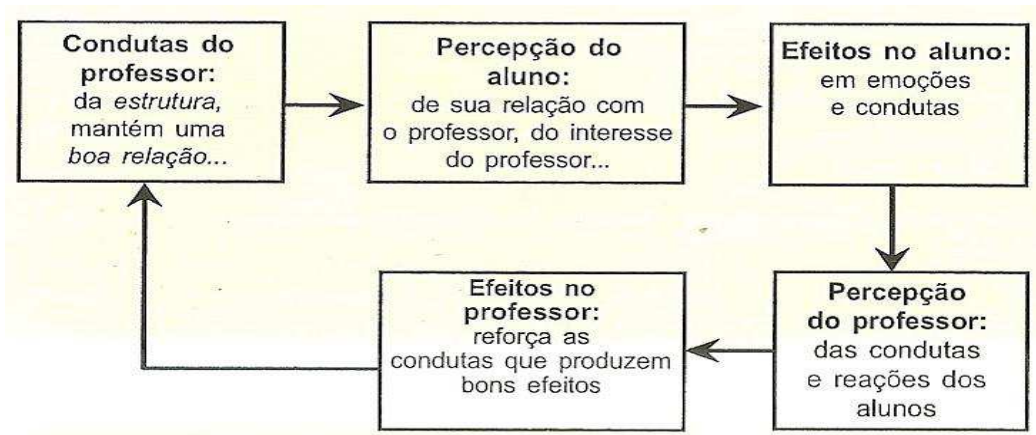 Condutas do
professor:
da estrutura,
mantém uma
boa relação...
Percepção do
aluno:
de sua relação com
o professor, do interesse
do professor...
Efeitos no aluno:
em emoções
e condutas
Percepção
do professor:
das condutas
e reações dos
alunos
Efeitos no
professor:
reforça as
condutas que produzem
bons efeitos